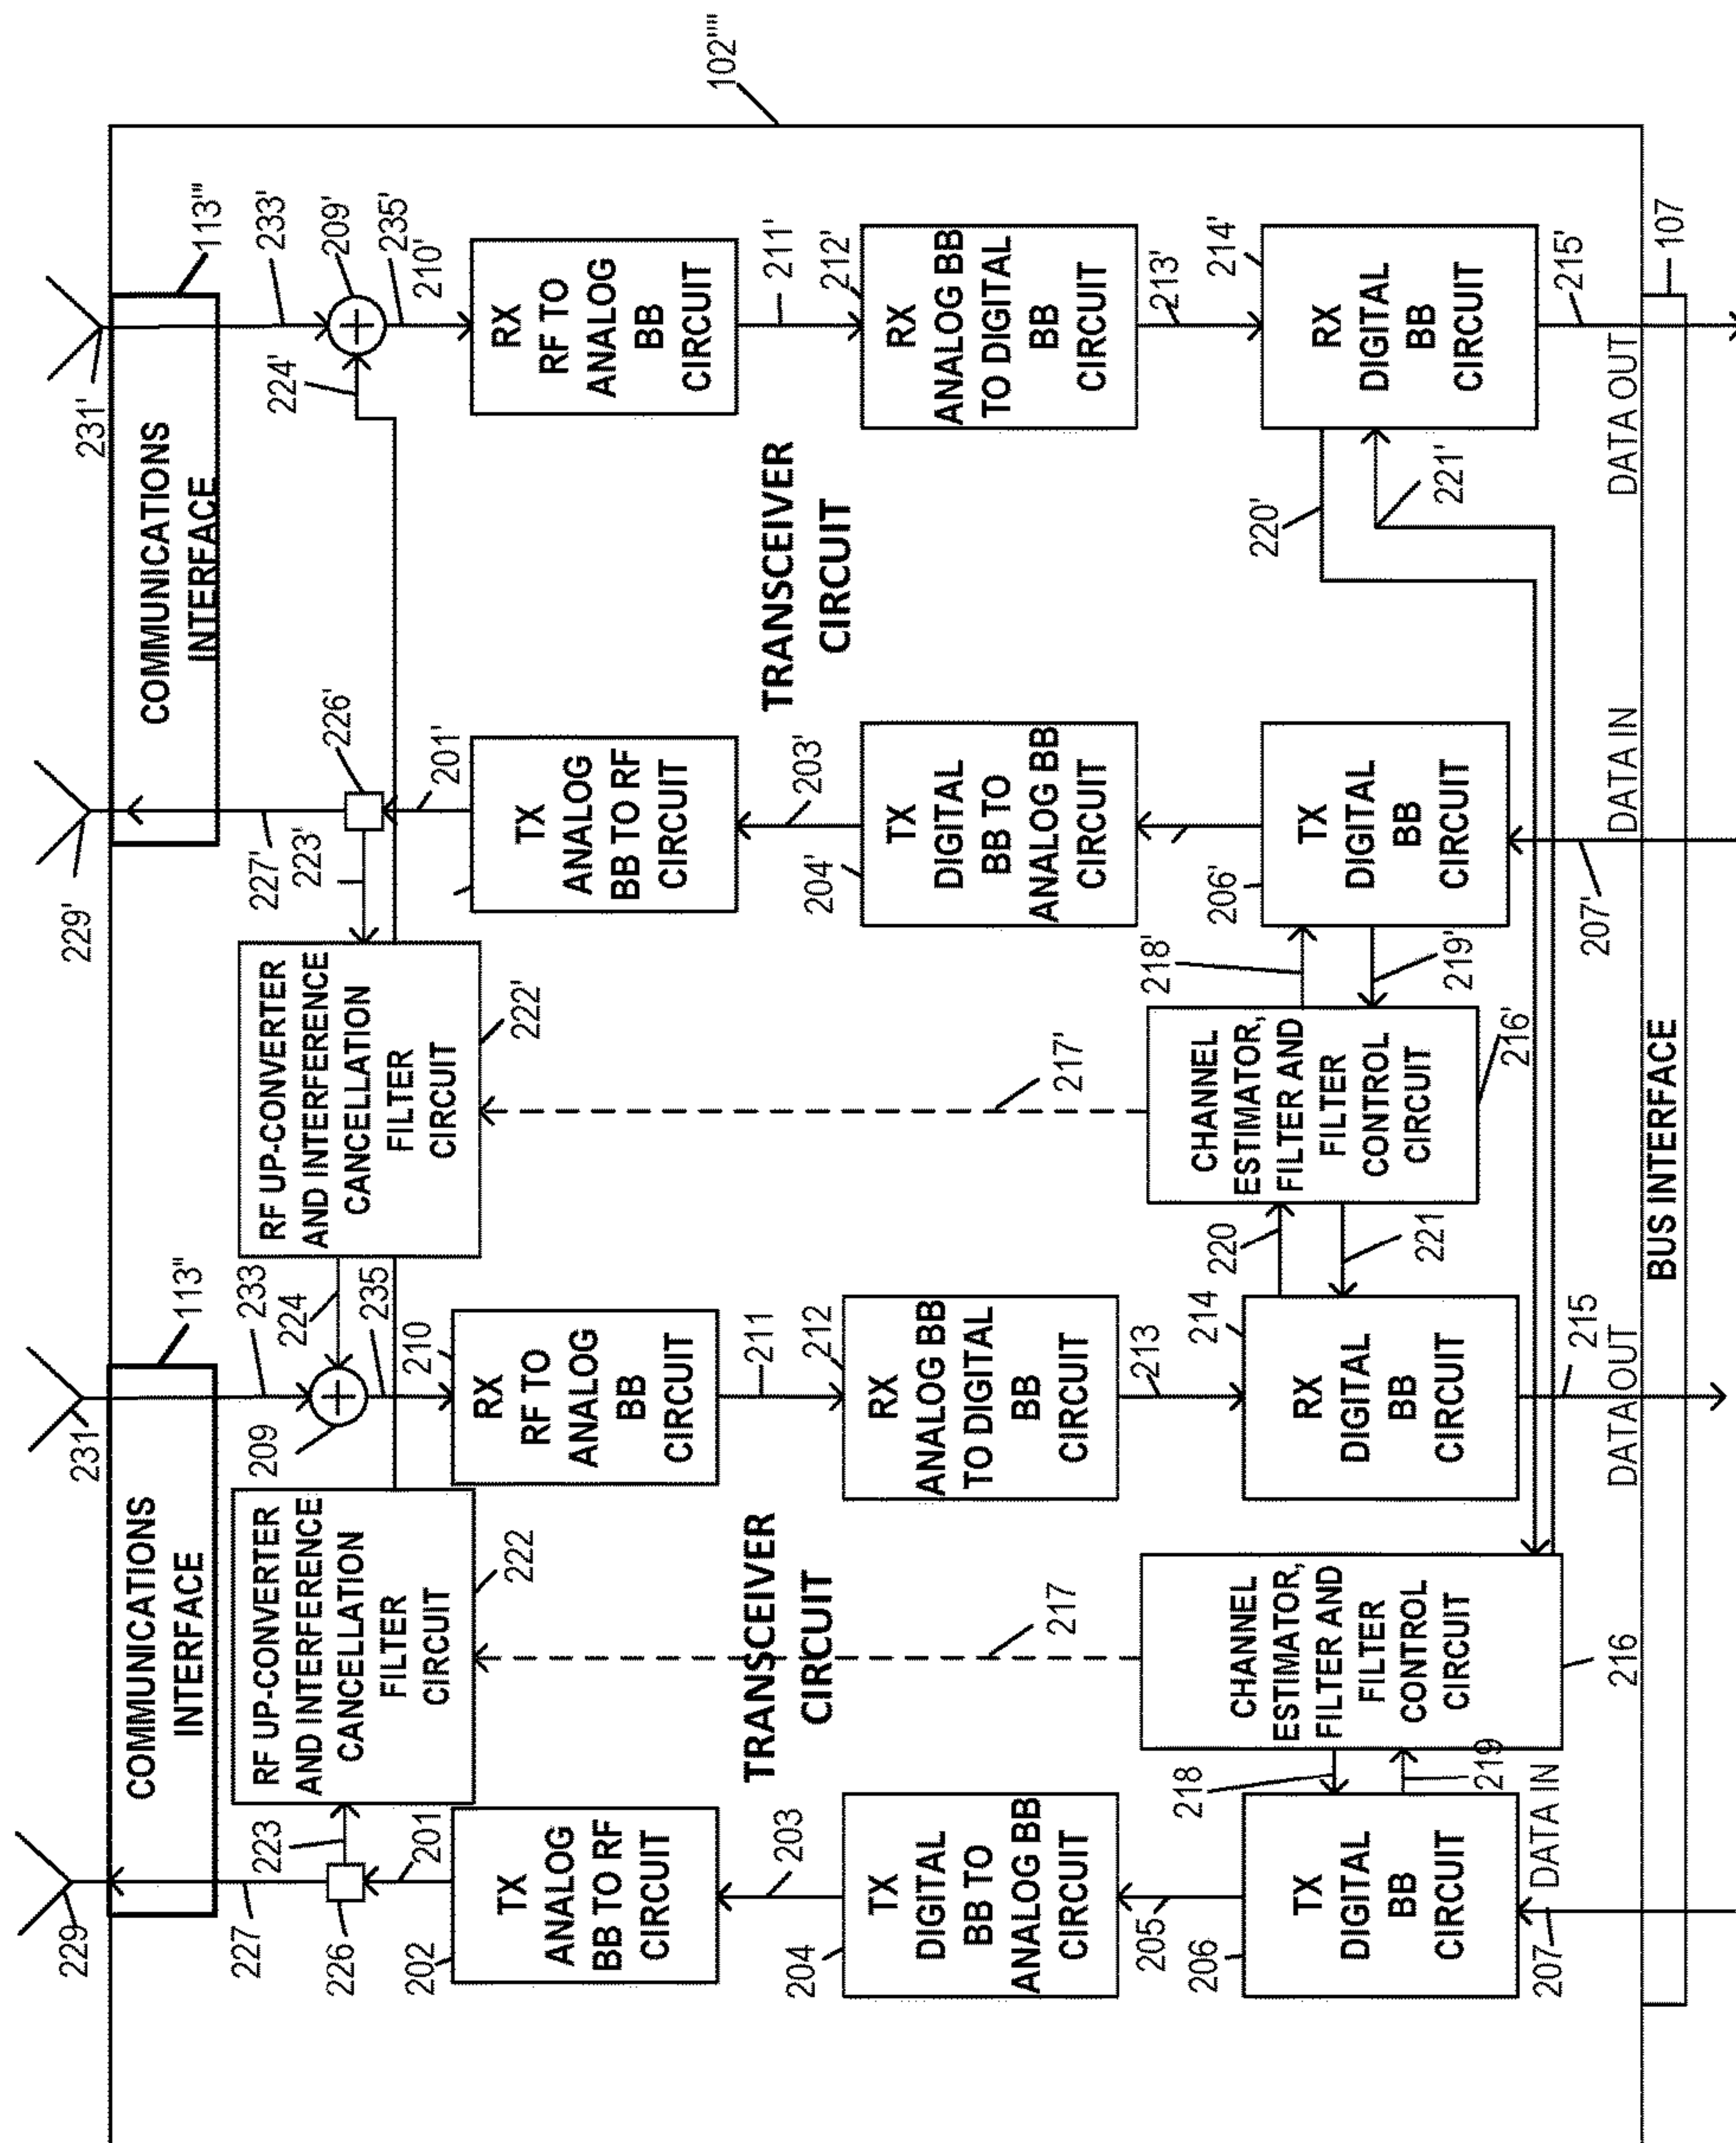 229
231
229'
231'
COMMUNICATIONS
INTERFACE
113"
COMMUNICATIONS
INTERFACE
113'''
102''''
227
223
226
201
RF UP-CONVERTER
AND INTERFERENCE
CANCELLATION
FILTER
CIRCUIT
222
233
224
209
235
RF UP-CONVERTER
AND INTERFERENCE
CANCELLATION
FILTER
CIRCUIT
222'
227'
223'
226'
201'
233'
224'
209'
235'
202
TX
ANALOG
BB TO RF
CIRCUIT
210
RX
RF TO
ANALOG
BB
CIRCUIT
TX
ANALOG
BB TO RF
CIRCUIT
210'
RX
RF TO
ANALOG
BB
CIRCUIT
203
TRANSCEIVER
CIRCUIT
211
203'
TRANSCEIVER
CIRCUIT
211'
204
TX
DIGITAL
BB TO
ANALOG BB
CIRCUIT
217
212
RX
ANALOG BB
TO DIGITAL
BB
CIRCUIT
217'
204'
TX
DIGITAL
BB TO
ANALOG BB
CIRCUIT
212'
RX
ANALOG BB
TO DIGITAL
BB
CIRCUIT
205
213
213'
206
TX
DIGITAL
BB
CIRCUIT
218
219
CHANNEL
ESTIMATOR,
FILTER AND
FILTER
CONTROL
CIRCUIT
216
214
RX
DIGITAL
BB
CIRCUIT
220
221
CHANNEL
ESTIMATOR,
FILTER AND
FILTER
CONTROL
CIRCUIT
216'
218'
219'
206'
TX
DIGITAL
BB
CIRCUIT
220'
221'
214'
RX
DIGITAL
BB
CIRCUIT
207
DATA IN
215
DATA OUT
207'
DATA IN
215'
DATA OUT
BUS INTERFACE
107